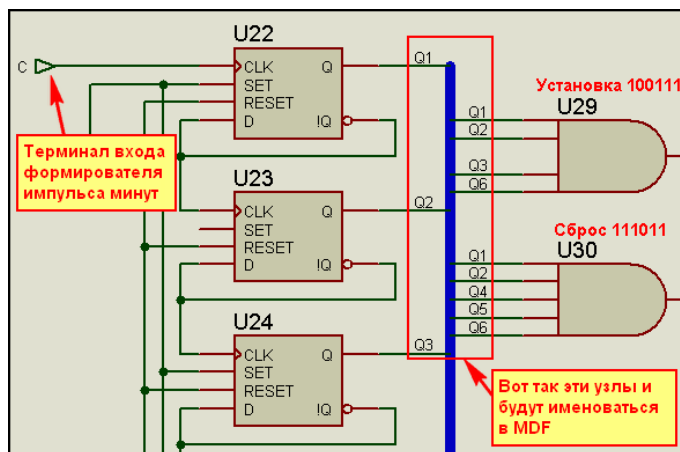 U22
C
CLK
Q
SET
RESET
D
!Q
Q1
Терминал входа
формирователя
импульса минут
Установка 100111
U29
Q1
Q2
Q3
Q6
U23
CLK
Q
SET
RESET
D
!Q
Q2
Сброс 111011
U30
Q1
Q2
Q4
Q5
Q6
U24
CLK
Q
SET
RESET
D
!Q
Q3
Вот так эти узлы и
будут именоваться
в MDF